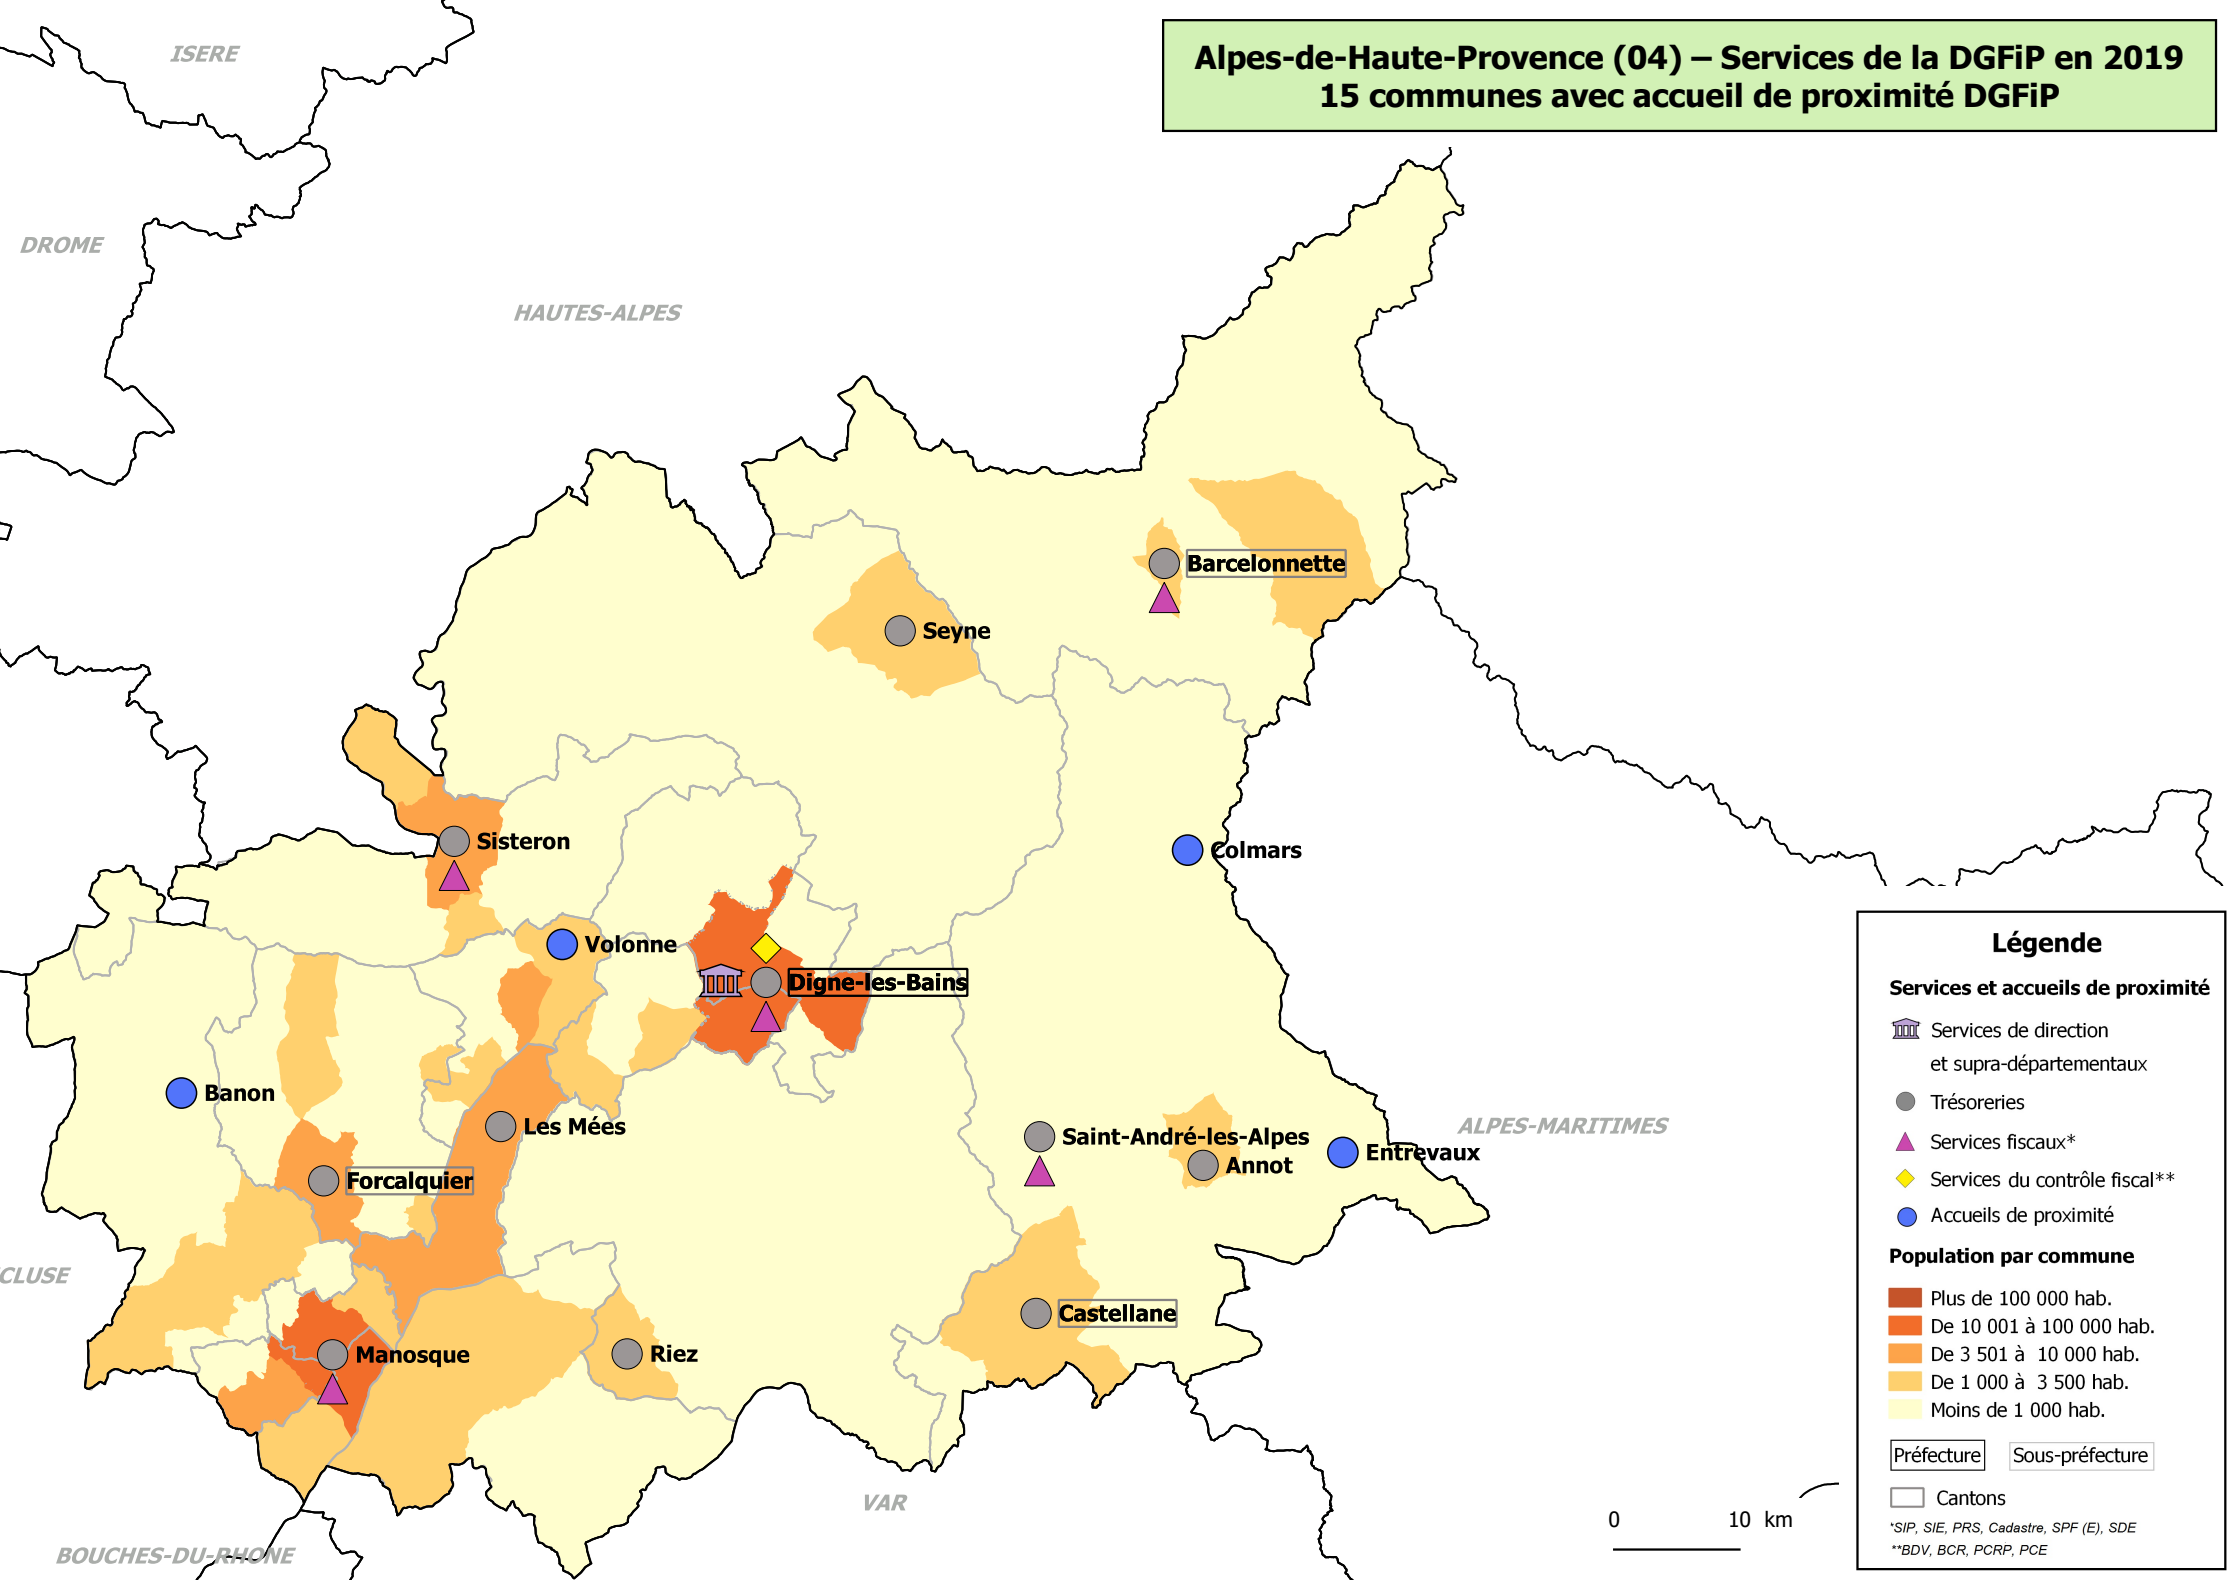 Alpes-de-Haute-Provence (04) – Services de la DGFiP en 2019
15 communes avec accueil de proximité DGFiP
ISERE
DROME
HAUTES-ALPES
Barcelonnette
Seyne
Sisteron
Colmars
Volonne
Digne-les-Bains
Banon
Les Mées
Saint-André-les-Alpes
Annot
Entrevaux
ALPES-MARITIMES
Forcalquier
CLUSE
Castellane
Manosque
Riez
VAR
BOUCHES-DU-RHONE
0 10 km
Légende
Services et accueils de proximité
Services de direction
et supra-départementaux
Trésoreries
Services fiscaux*
Services du contrôle fiscal**
Accueils de proximité
Population par commune
Plus de 100 000 hab.
De 10 001 à 100 000 hab.
De 3 501 à 10 000 hab.
De 1 000 à 3 500 hab.
Moins de 1 000 hab.
Préfecture Sous-préfecture
Cantons
*SIP, SIE, PRS, Cadastre, SPF (E), SDE
**BDV, BCR, PCRP, PCE